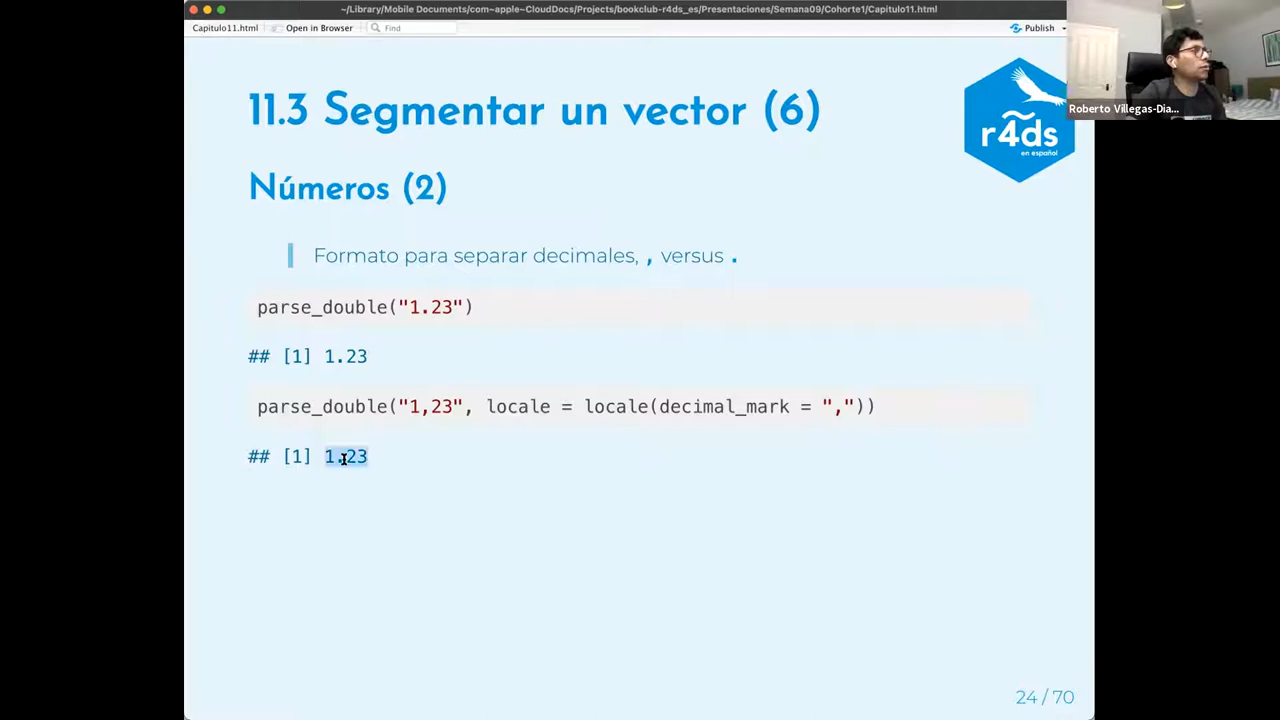 ~/Library/Mobile Documents/com~apple~CloudDocs/Projects/bookclub-r4ds_es/Presentaciones/Semana09/Cohorte1/Capitulo11.html
Capitulo11.html
Open in Browser
Find
Publish
Roberto Villegas-Dia...
11.3 Segmentar un vector (6)
r4ds
en español
Números (2)
Formato para separar decimales, , versus .
parse_double("1.23")
## [1] 1.23
parse_double("1,23", locale = locale(decimal_mark = ","))
## [1] 1.23
24 / 70